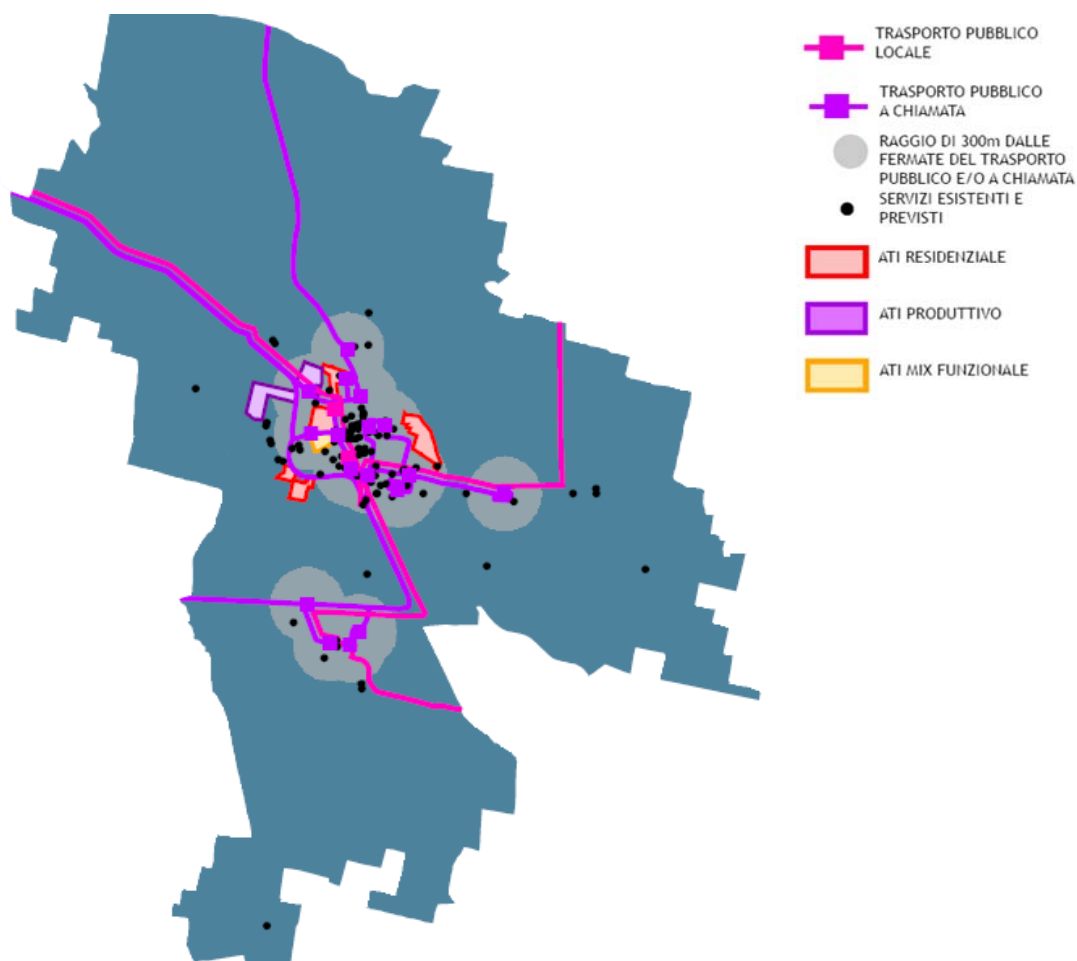 TRASPORTO PUBBLICO
LOCALE
TRASPORTO PUBBLICO
A CHIAMATA
RAGGIO DI 300m DALLE
FERMATE DEL TRASPORTO
PUBBLICO E/O A CHIAMATA
SERVIZI ESISTENTI E
PREVISTI
ATI RESIDENZIALE
ATI PRODUTTIVO
ATI MIX FUNZIONALE